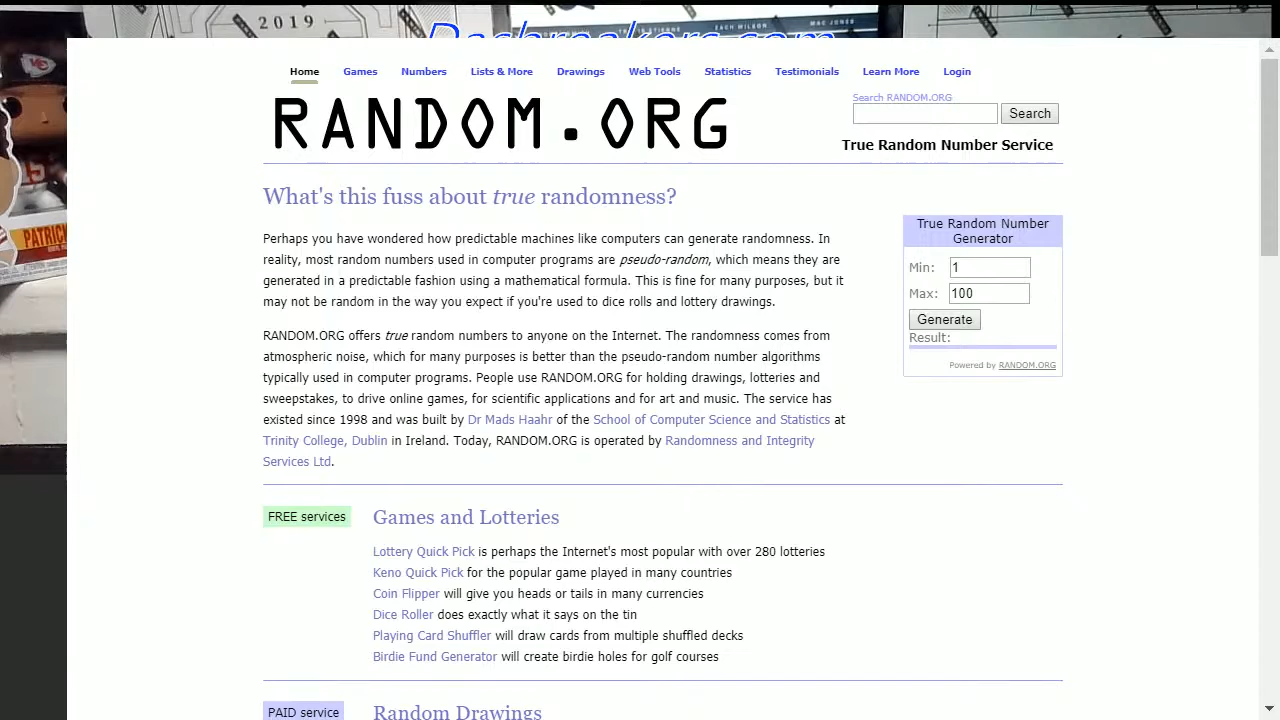 2019
ZACH WILSON
MAC JONES
Home Games Numbers Lists & More Drawings Web Tools Statistics Testimonials Learn More Login
RANDOM.ORG
Search RANDOM.ORG
Search
True Random Number Service
What's this fuss about true randomness?
Perhaps you have wondered how predictable machines like computers can generate randomness. In
reality, most random numbers used in computer programs are pseudo-random, which means they are
generated in a predictable fashion using a mathematical formula. This is fine for many purposes, but it
may not be random in the way you expect if you're used to dice rolls and lottery drawings.
RANDOM.ORG offers true random numbers to anyone on the Internet. The randomness comes from
atmospheric noise, which for many purposes is better than the pseudo-random number algorithms
typically used in computer programs. People use RANDOM.ORG for holding drawings, lotteries and
sweepstakes, to drive online games, for scientific applications and for art and music. The service has
existed since 1998 and was built by Dr Mads Haahr of the School of Computer Science and Statistics at
Trinity College, Dublin in Ireland. Today, RANDOM.ORG is operated by Randomness and Integrity
Services Ltd.
True Random Number
Generator
Min: 1
Max: 100
Generate
Result:
Powered by RANDOM.ORG
PATRIC
FREE services
Games and Lotteries
Lottery Quick Pick is perhaps the Internet's most popular with over 280 lotteries
Keno Quick Pick for the popular game played in many countries
Coin Flipper will give you heads or tails in many currencies
Dice Roller does exactly what it says on the tin
Playing Card Shuffler will draw cards from multiple shuffled decks
Birdie Fund Generator will create birdie holes for golf courses
PAID service
Random Drawings